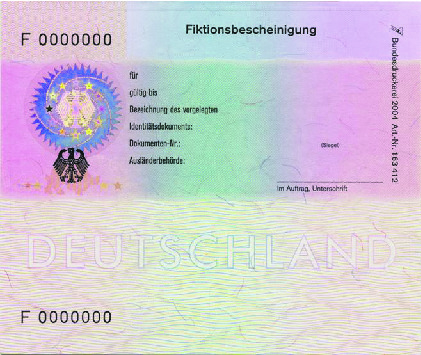 F 0000000
Fiktionsbescheinigung
für
gültig bis
Bezeichnung des vorgelegten
Identitätsdokuments:
Dokumenten-Nr.:
(Siegel)
Ausländerbehörde:
Im Auftrag, Unterschrift
Bundesdruckerei 2004 Art.-Nr. 163 412
DEUTSCHLAND
F 0000000